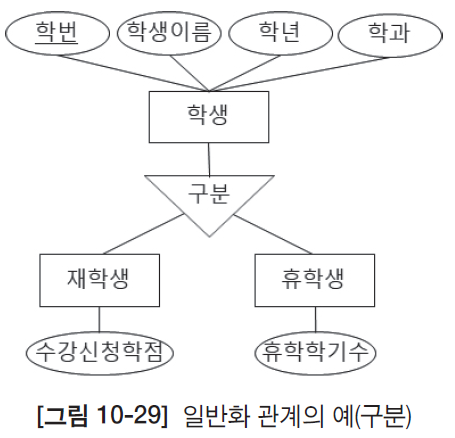 학번 학생이름 학년 학과
학생
구분
재학생 휴학생
수강신청학점 휴학학기수
[그림 10-29] 일반화 관계의 예(구분)